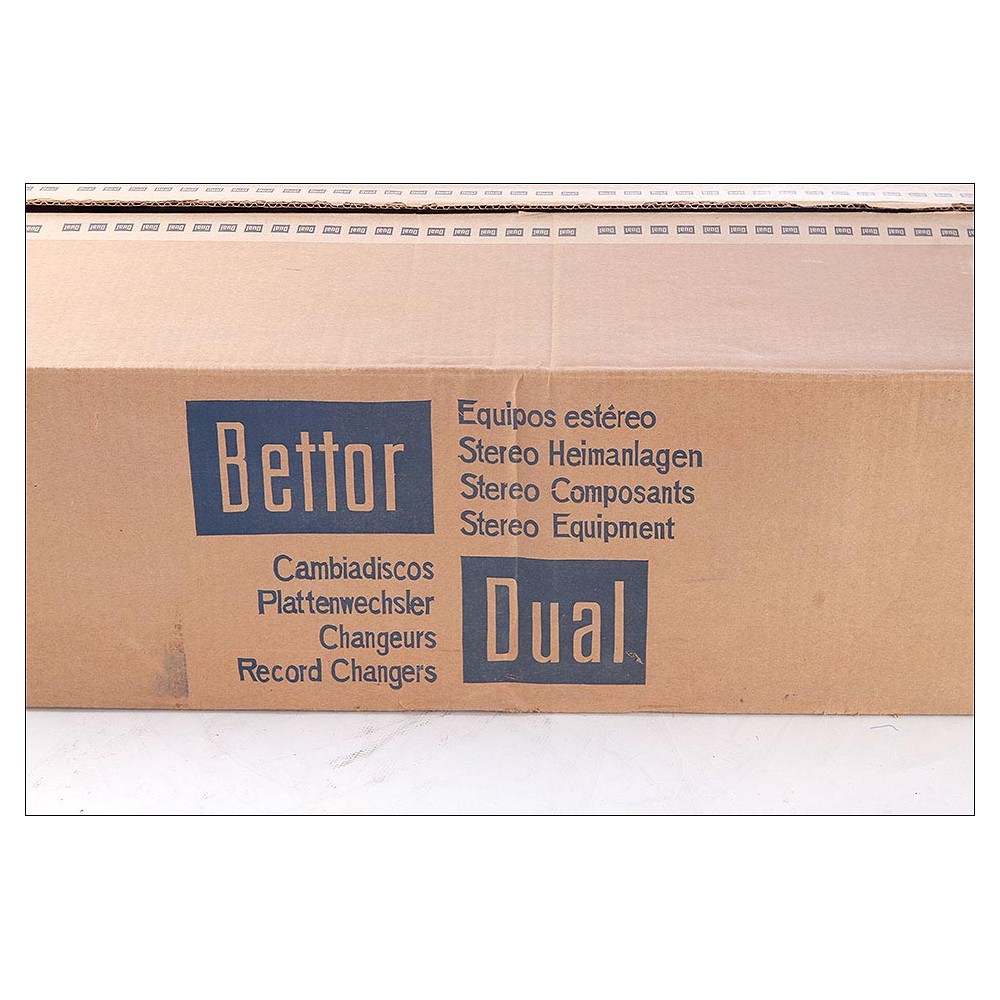 Bettor
Equipos estéreo
Stereo Heimanlagen
Stereo Composants
Stereo Equipment
Cambiadiscos
Plattenwechsler
Changeurs
Record Changers
Dual